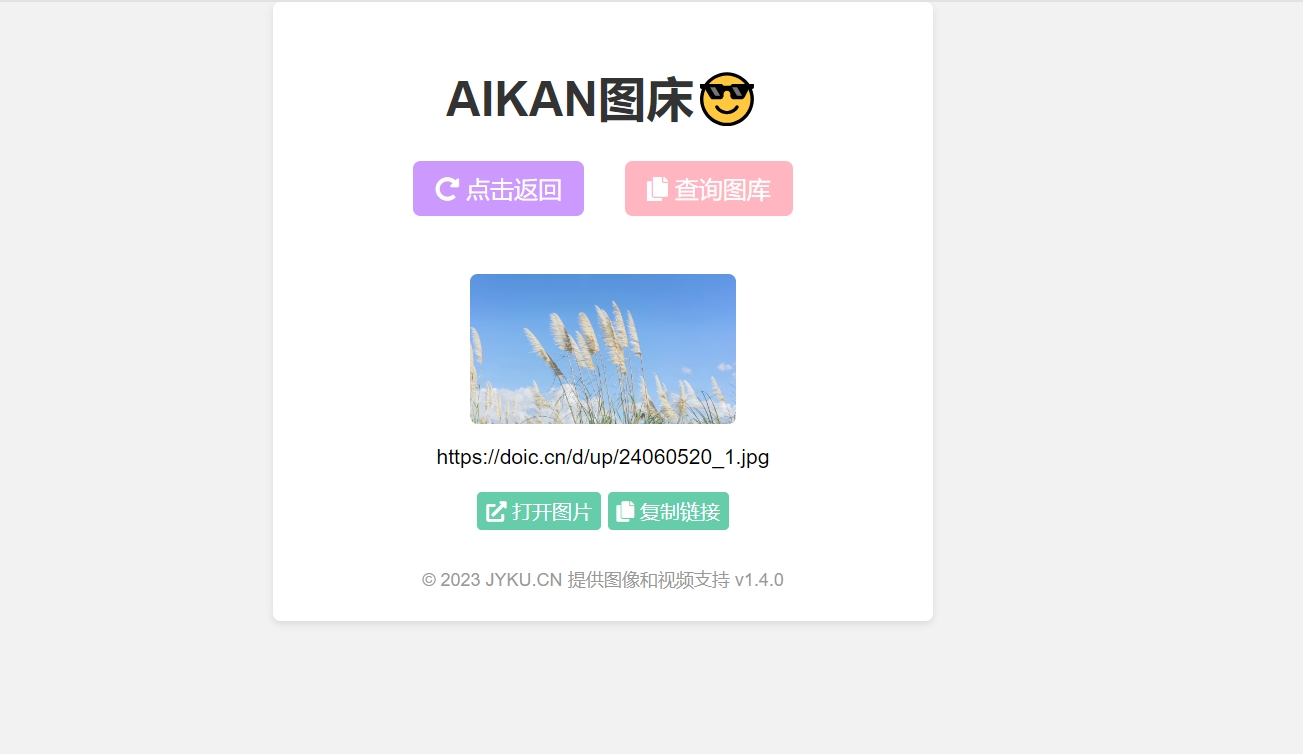 AIKAN图床😎
点击返回
查询图库
https://doic.cn/d/up/24060520_1.jpg
打开图片
复制链接
© 2023 JYKU.CN 提供图像和视频支持 v1.4.0